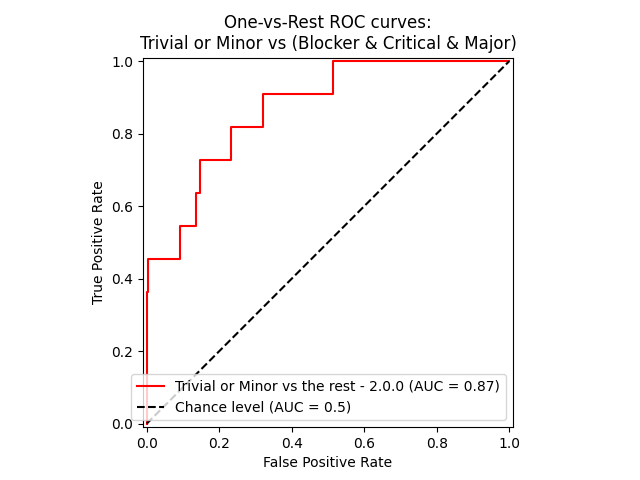 One-vs-Rest ROC curves:
Trivial or Minor vs (Blocker & Critical & Major)
1.0
0.8
0.6
0.4
0.2
0.0
True Positive Rate
Trivial or Minor vs the rest - 2.0.0 (AUC = 0.87)
Chance level (AUC = 0.5)
0.0 0.2 0.4 0.6 0.8 1.0
False Positive Rate